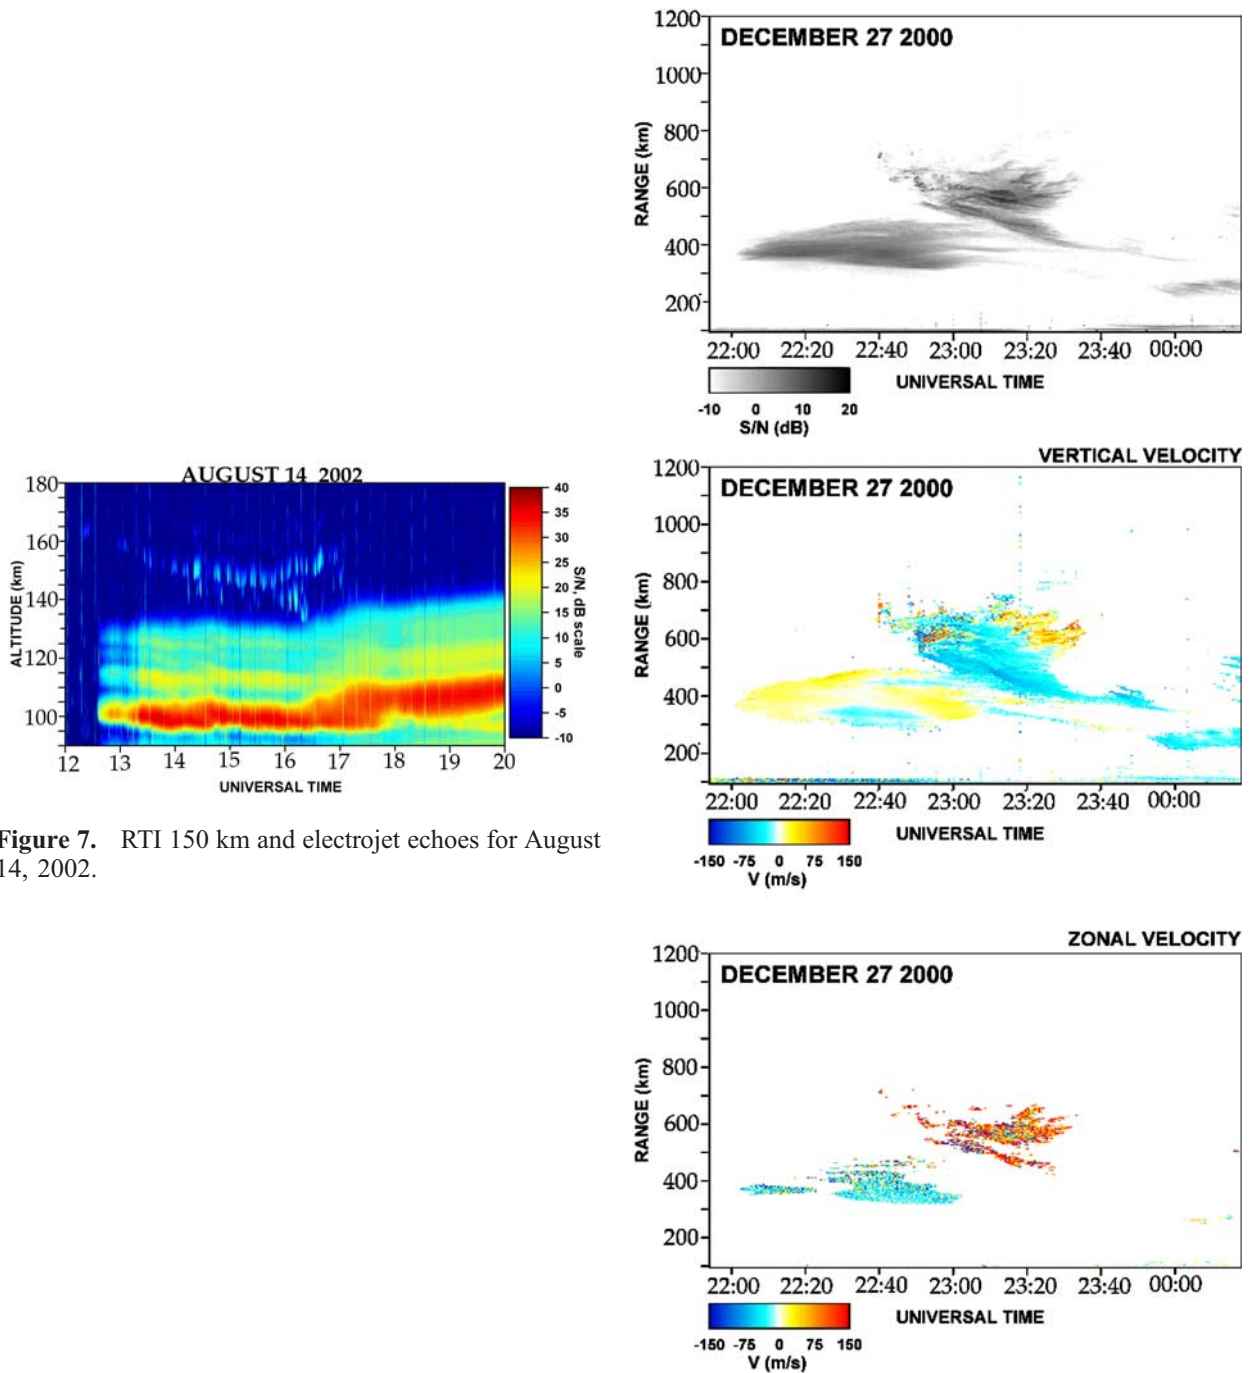 AUGUST 14 2002
180
160
140
120
100
ALTITUDE (km)
12 13 14 15 16 17 18 19 20
UNIVERSAL TIME
40
35
30
25
20
15
10
5
0
-5
-10
S/N, dB scale
Figure 7. RTI 150 km and electrojet echoes for August
14, 2002.
DECEMBER 27 2000
1200
1000
800
600
400
200
RANGE (km)
22:00 22:20 22:40 23:00 23:20 23:40 00:00
UNIVERSAL TIME
-10 0 10 20
S/N (dB)
VERTICAL VELOCITY
DECEMBER 27 2000
1200
1000
800
600
400
200
RANGE (km)
22:00 22:20 22:40 23:00 23:20 23:40 00:00
UNIVERSAL TIME
-150 -75 0 75 150
V (m/s)
ZONAL VELOCITY
DECEMBER 27 2000
1200
1000
800
600
400
200
RANGE (km)
22:00 22:20 22:40 23:00 23:20 23:40 00:00
UNIVERSAL TIME
-150 -75 0 75 150
V (m/s)